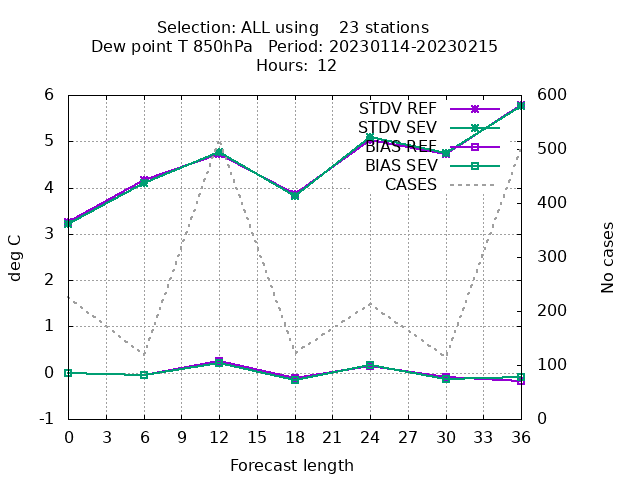 Selection: ALL using    23 stations
Dew point T 850hPa   Period: 20230114-20230215
Hours: 12
STDV REF
STDV SEV
BIAS REF
BIAS SEV
CASES
deg C
6
5
4
3
2
1
0
-1
600
500
400
300
200
100
0
No cases
0 3 6 9 12 15 18 21 24 27 30 33 36
Forecast length